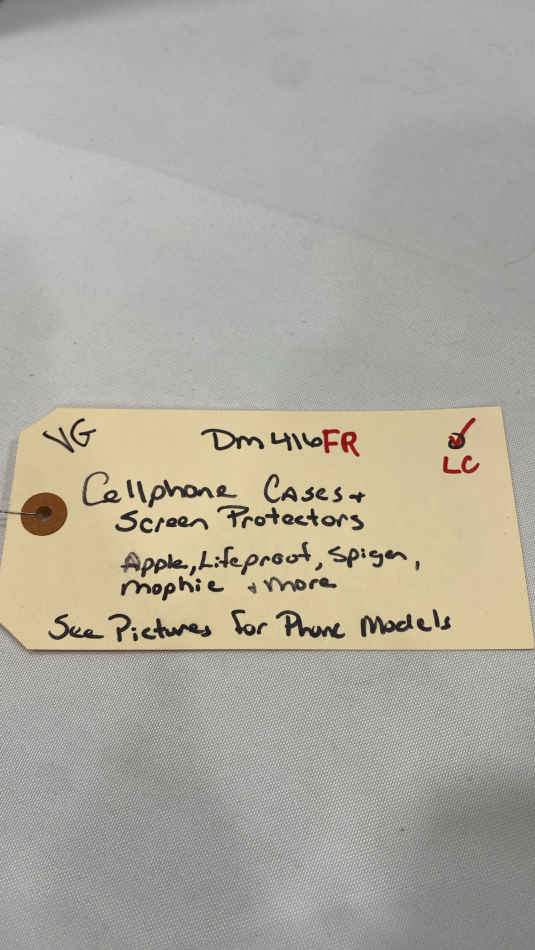 VG Dm416FR
LC
Cellphone Cases +
Screen Protectors
Apple, Lifeproof, Spigen,
mophie + more
See Pictures for Phone Models